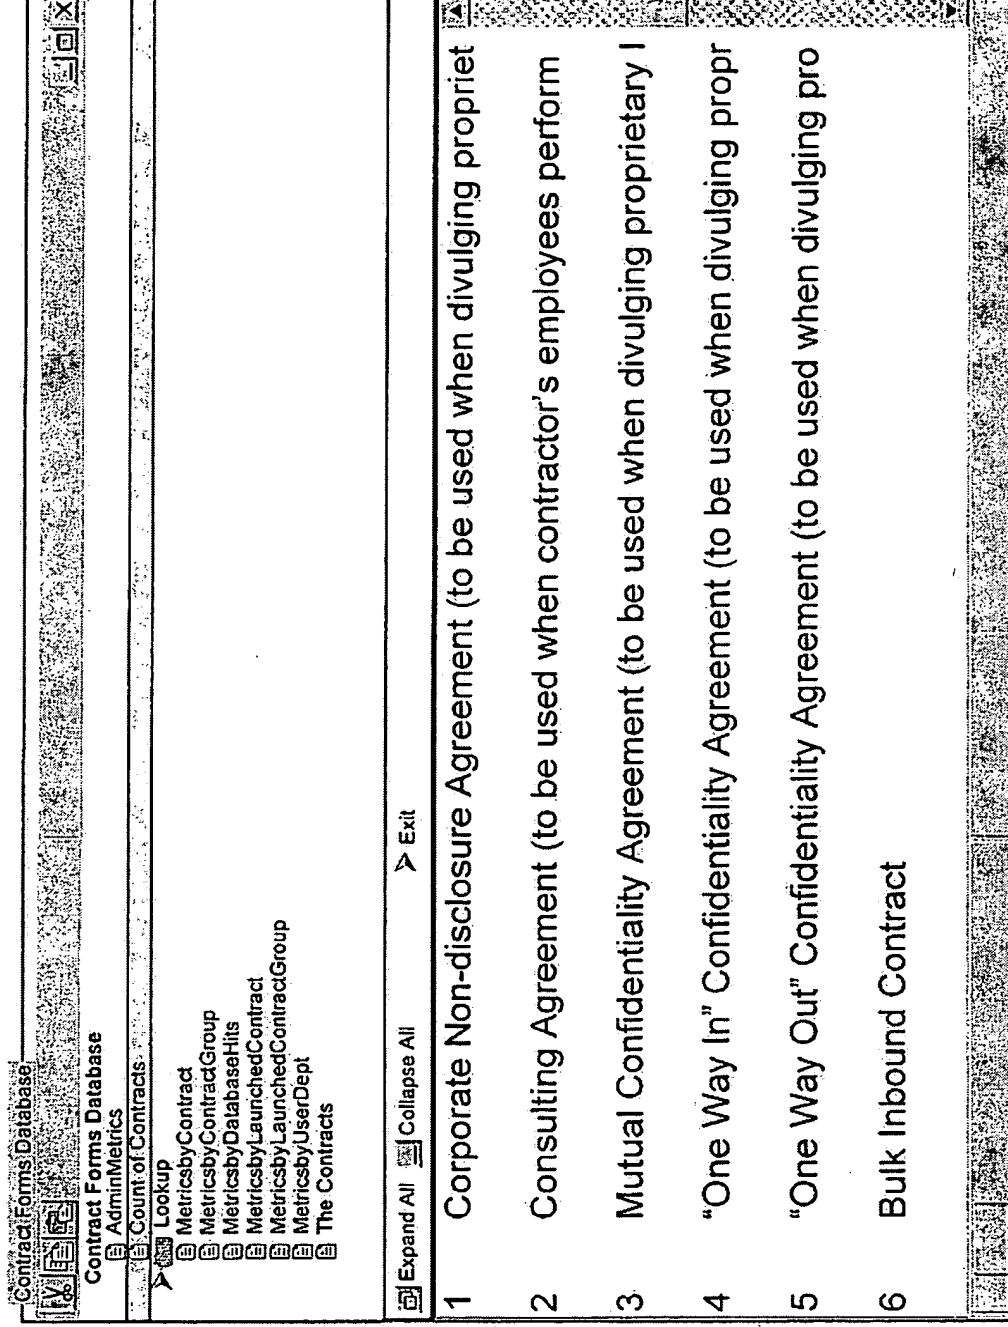 Contract Forms Database
Contract Forms Database
AdminMetrics
Count of Contracts
Lookup
MetricsbyContract
MetricsbyContractGroup
MetricsbyDatabaseHits
MetricsbyLaunchedContract
MetricsbyLaunchedContractGroup
MetricsbyUserDept
The Contracts
Expand All Collapse All > Exit
1 Corporate Non-disclosure Agreement (to be used when divulging propriet
2 Consulting Agreement (to be used when contractor's employees perform
3 Mutual Confidentiality Agreement (to be used when divulging proprietary I
4 “One Way In” Confidentiality Agreement (to be used when divulging propr
5 “One Way Out” Confidentiality Agreement (to be used when divulging pro
6 Bulk Inbound Contract